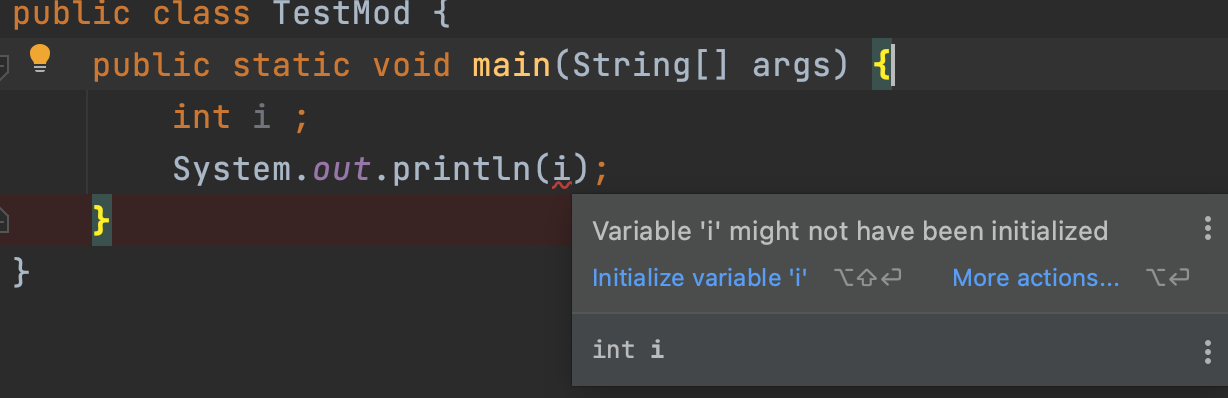 public class TestMod {
public static void main(String[] args) {
int i ;
System.out.println(i);
}
}
Variable 'i' might not have been initialized
Initialize variable 'i' ⌥⇧⏎ More actions... ⌥⏎
int i